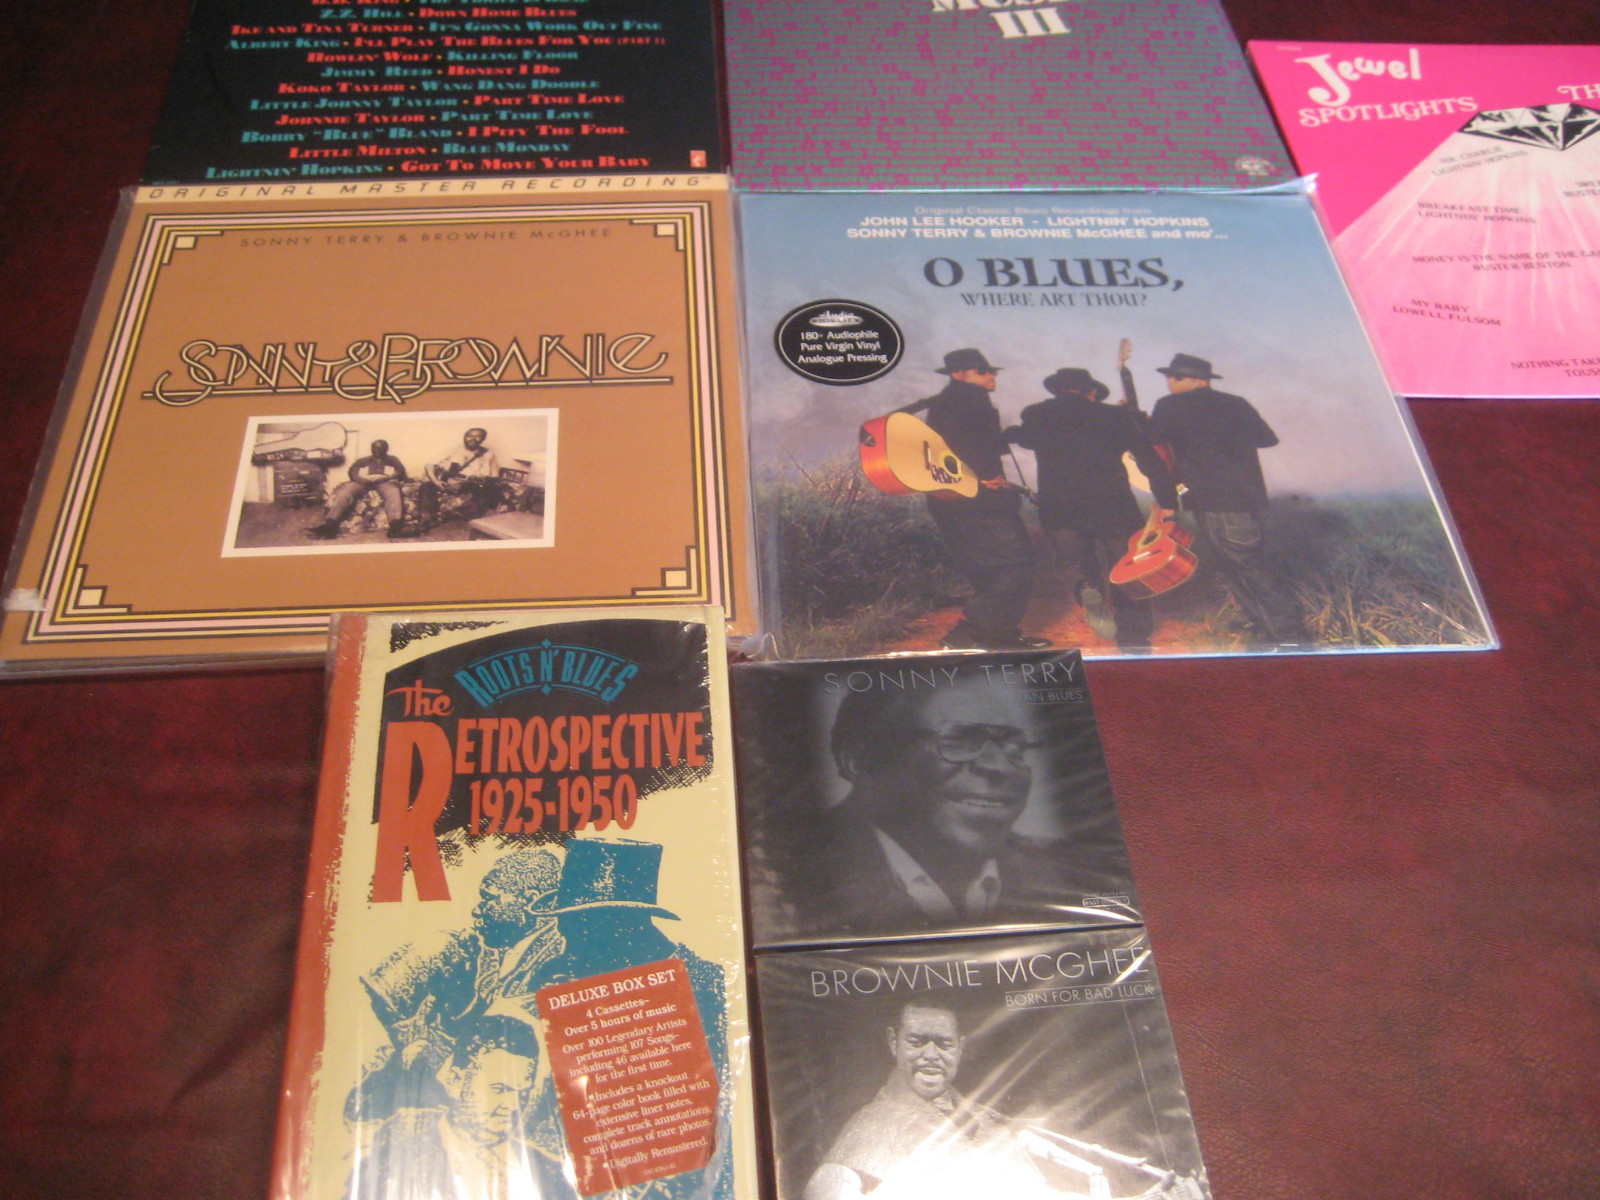 B.B. KING • THE THRILL IS GONE
Z.Z. HILL • DOWN HOME BLUES
IKE AND TINA TURNER • IT'S GONNA WORK OUT FINE
ALBERT KING • I'LL PLAY THE BLUES FOR YOU (PART 1)
HOWLIN' WOLF • KILLING FLOOR
JIMMY REED • HONEST I DO
KOKO TAYLOR • WANG DANG DOODLE
LITTLE JOHNNY TAYLOR • PART TIME LOVE
JOHNNIE TAYLOR • PART TIME LOVE
BOBBY "BLUE" BLAND • I PITY THE FOOL
LITTLE MILTON • BLUE MONDAY
LIGHTNIN' HOPKINS • GOT TO MOVE YOUR BABY
III
Jewel
SPOTLIGHTS
MR. CHARLIE
LIGHTNIN' HOPKINS
BREAKFAST TIME
LIGHTNIN' HOPKINS
MONEY IS THE NAME OF THE
BUSTER BENTON
MY BABY
LOWELL FULSOM
NOTHING
ORIGINAL MASTER RECORDING
SONNY TERRY & BROWNIE McGHEE
SONNY & BROWNIE
Original Classic Blues Recordings from
JOHN LEE HOOKER - LIGHTNIN' HOPKINS
SONNY TERRY & BROWNIE McGHEE and mo'...
O BLUES,
WHERE ART THOU?
Audio
FIDELITY
180+ Audiophile
Pure Virgin Vinyl
Analogue Pressing
ROOTS N' BLUES
The
RETROSPECTIVE
1925-1950
DELUXE BOX SET
4 Cassettes–
Over 5 hours of music
Over 100 Legendary Artists
performing 107 Songs–
including 46 available here
for the first time.
• Includes a knockout
64-page color book filled with
extensive liner notes,
complete track annotations,
and dozens of rare photos.
• Digitally Remastered.
SONNY TERRY
BLUES
BROWNIE MCGHEE
BORN FOR BAD LUCK